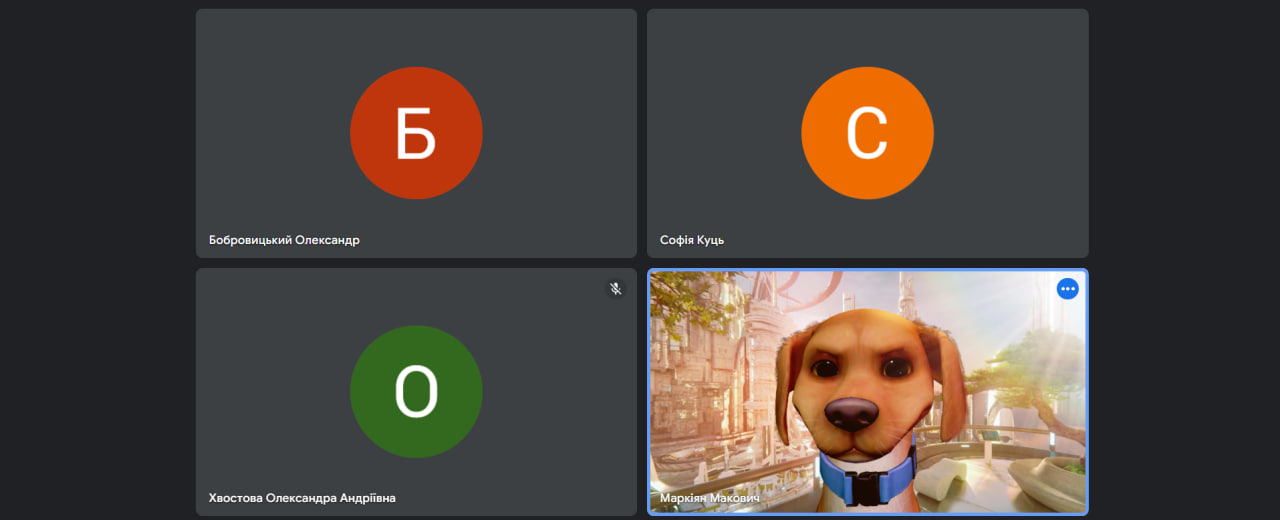 Б
Бобровицький Олександр
С
Софія Куць
О
Хвостова Олександра Андріївна
Маркіян Макович